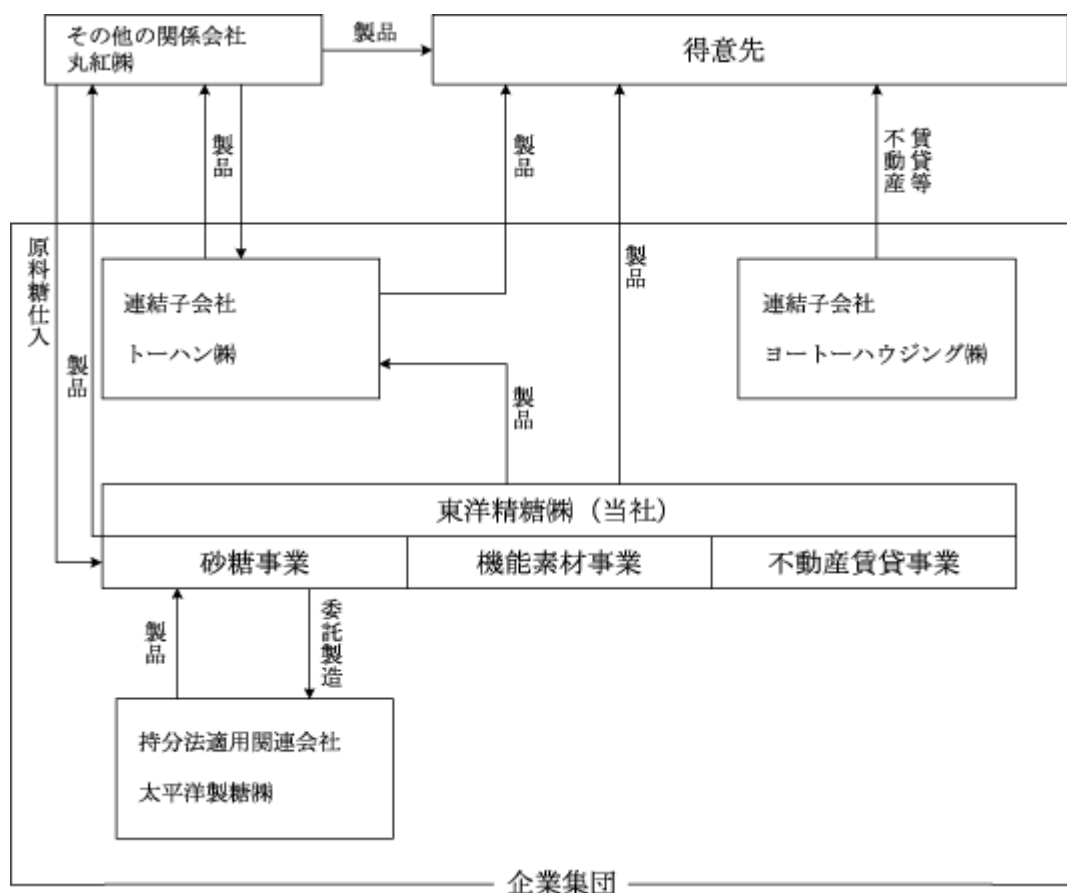 その他の関係会社
丸紅㈱
製品
得意先
製品
製品
不動産
賃貸等
原料糖仕入
製品
製品
連結子会社
トーハン㈱
連結子会社
ヨートーハウジング㈱
製品
東洋精糖㈱（当社）
砂糖事業
機能素材事業
不動産賃貸事業
製品
委託製造
持分法適用関連会社
太平洋製糖㈱
企業集団